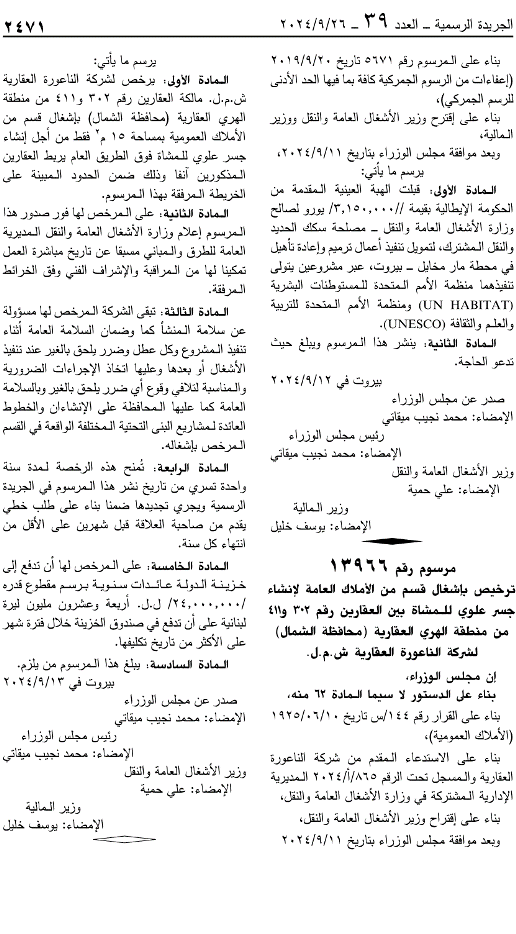 الجريدة الرسمية ــ العدد ٣٩ ــ ٢٠٢٤/٩/٢٦
٢٤٧١
بناء على المرسوم رقم ٥٦٧١ تاريخ ٢٠١٩/٩/٢٠
(إعفاءات من الرسوم الجمركية كافة بما فيها الحد الأدنى
للرسم الجمركي)،
بناء على إقتراح وزير الأشغال العامة والنقل ووزير
المالية،
وبعد موافقة مجلس الوزراء بتاريخ ٢٠٢٤/٩/١١،
يرسم ما يأتي:
المادة الأولى: قبلت الهبة العينية المقدمة من
الحكومة الإيطالية بقيمة //٣,١٥٠,٠٠٠/ يورو لصالح
وزارة الأشغال العامة والنقل ــ مصلحة سكك الحديد
والنقل المشترك، لتمويل تنفيذ أعمال ترميم وإعادة تأهيل
في محطة مار مخايل ــ بيروت، عبر مشروعين يتولى
تنفيذهما منظمة الأمم المتحدة للمستوطنات البشرية
(UN HABITAT) ومنظمة الأمم المتحدة للتربية
والعلم والثقافة (UNESCO).
المادة الثانية: ينشر هذا المرسوم ويبلغ حيث
تدعو الحاجة.
بيروت في ٢٠٢٤/٩/١٢
صدر عن مجلس الوزراء
الإمضاء: محمد نجيب ميقاتي
رئيس مجلس الوزراء
الإمضاء: محمد نجيب ميقاتي
وزير الأشغال العامة والنقل
الإمضاء: علي حمية
وزير المالية
الإمضاء: يوسف خليل
مرسوم رقم ١٣٩٦٦
ترخيص بإشغال قسم من الأملاك العامة لإنشاء
جسر علوي للمشاة بين العقارين رقم ٣٠٢ و٤١١
من منطقة الهري العقارية (محافظة الشمال)
لشركة الناعورة العقارية ش.م.ل.
إن مجلس الوزراء،
بناء على الدستور لا سيما المادة ٦٢ منه،
بناء على القرار رقم ١٤٤/س تاريخ ١٩٢٥/٠٦/١٠
(الأملاك العمومية)،
بناء على الاستدعاء المقدم من شركة الناعورة
العقارية والمسجل تحت الرقم ٨٦٥/أ/٢٠٢٤ المديرية
الإدارية المشتركة في وزارة الأشغال العامة والنقل،
بناء على إقتراح وزير الأشغال العامة والنقل،
وبعد موافقة مجلس الوزراء بتاريخ ٢٠٢٤/٩/١١
يرسم ما يأتي:
المادة الأولى: يرخص لشركة الناعورة العقارية
ش.م.ل. مالكة العقارين رقم ٣٠٢ و٤١١ من منطقة
الهري العقارية (محافظة الشمال) بإشغال قسم من
الأملاك العمومية بمساحة ١٥ م٢ فقط من أجل إنشاء
جسر علوي للمشاة فوق الطريق العام يربط العقارين
المذكورين آنفا وذلك ضمن الحدود المبينة على
الخريطة المرفقة بهذا المرسوم.
المادة الثانية: على المرخص لها فور صدور هذا
المرسوم إعلام وزارة الأشغال العامة والنقل المديرية
العامة للطرق والمباني مسبقا عن تاريخ مباشرة العمل
تمكينا لها من المراقبة والإشراف الفني وفق الخرائط
المرفقة.
المادة الثالثة: تبقى الشركة المرخص لها مسؤولة
عن سلامة المنشأ كما وضمان السلامة العامة أثناء
تنفيذ المشروع وكل عطل وضرر يلحق بالغير عند تنفيذ
الأشغال أو بعدها وعليها اتخاذ الإجراءات الضرورية
والمناسبة لتلافي وقوع أي ضرر يلحق بالغير وبالسلامة
العامة كما عليها المحافظة على الإنشاءان والخطوط
العائدة لمشاريع البنى التحتية المختلفة الواقعة في القسم
المرخص بإشغاله.
المادة الرابعة: تُمنح هذه الرخصة لمدة سنة
واحدة تسري من تاريخ نشر هذا المرسوم في الجريدة
الرسمية ويجري تجديدها ضمنا بناء على طلب خطي
يقدم من صاحبة العلاقة قبل شهرين على الأقل من
انتهاء كل سنة.
المادة الخامسة: على المرخص لها أن تدفع إلى
خزينة الدولة عائدات سنوية برسم مقطوع قدره
/٢٤,٠٠٠,٠٠٠/ ل.ل. أربعة وعشرون مليون ليرة
لبنانية على أن تدفع في صندوق الخزينة خلال فترة شهر
على الأكثر من تاريخ تكليفها.
المادة السادسة: يبلغ هذا المرسوم من يلزم.
بيروت في ٢٠٢٤/٩/١٣
صدر عن مجلس الوزراء
الإمضاء: محمد نجيب ميقاتي
رئيس مجلس الوزراء
الإمضاء: محمد نجيب ميقاتي
وزير الأشغال العامة والنقل
الإمضاء: علي حمية
وزير المالية
الإمضاء: يوسف خليل